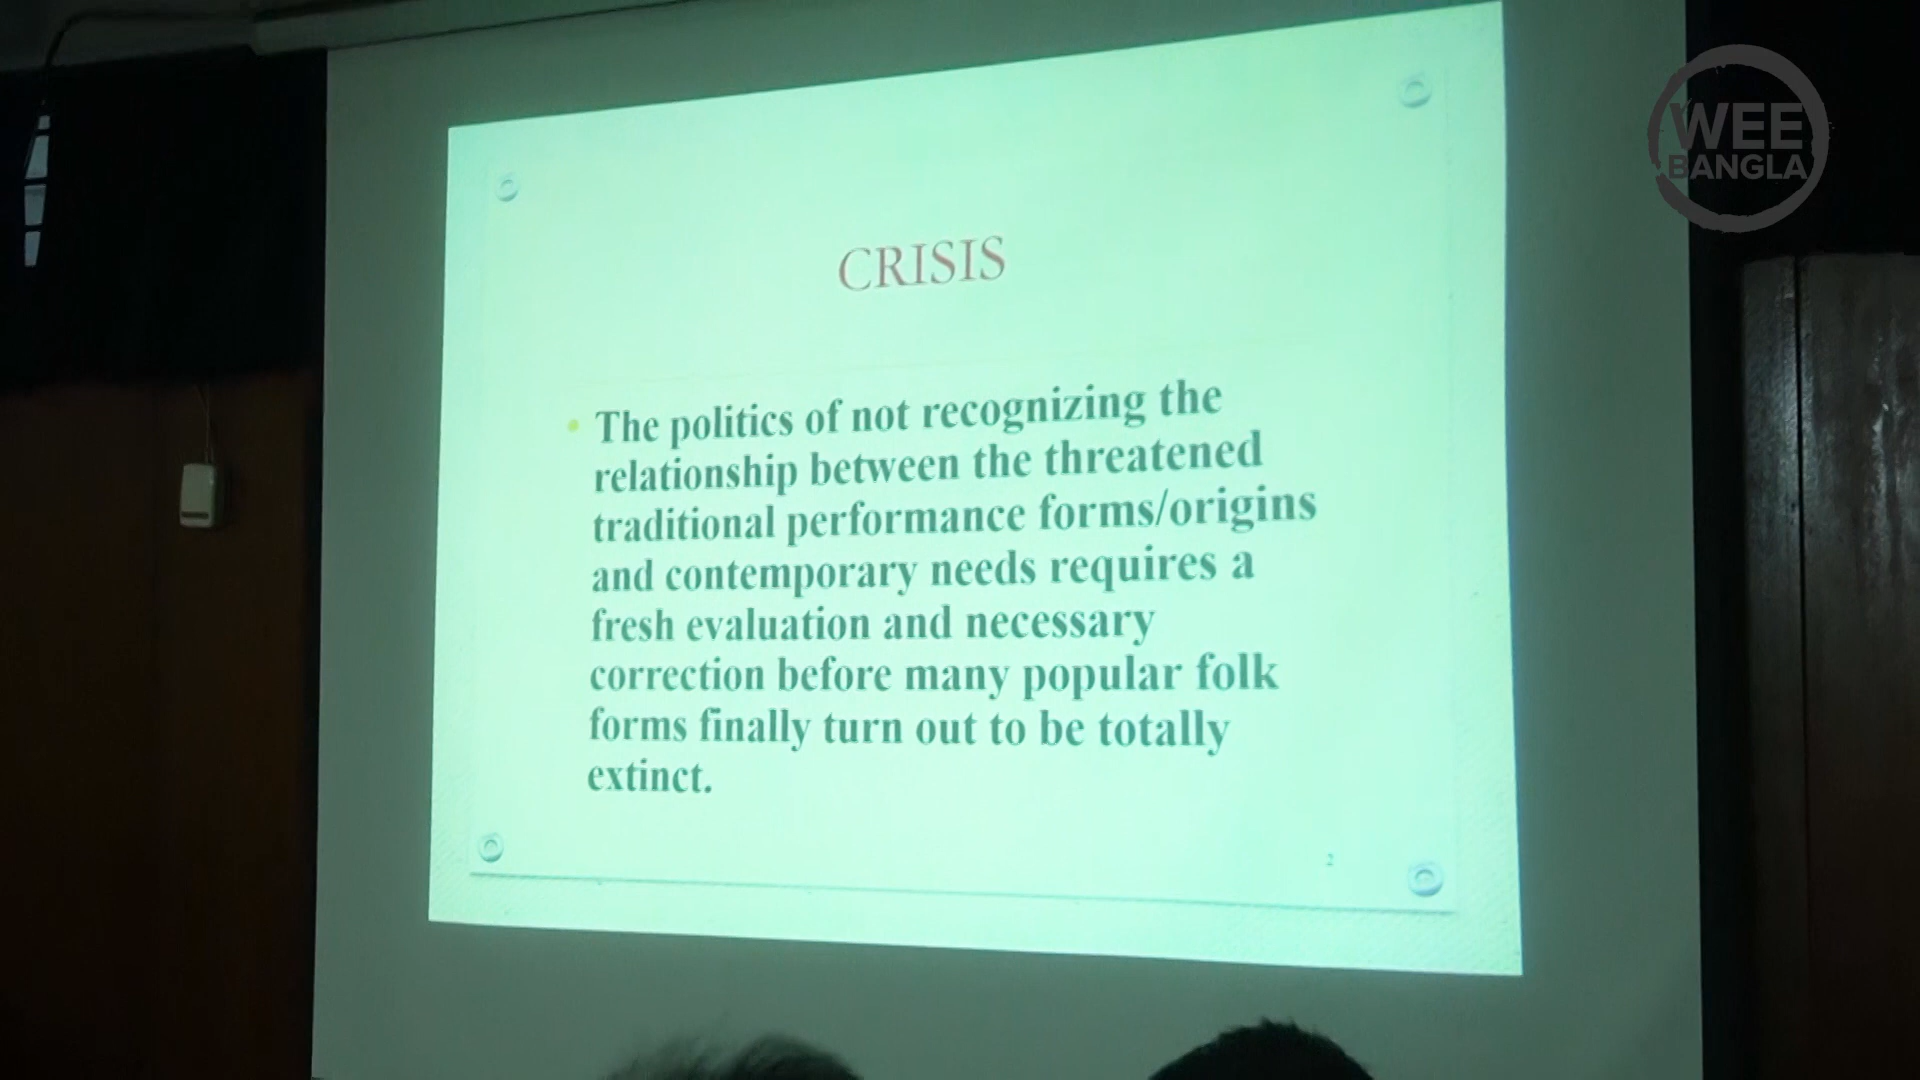 WEE
BANGLA
CRISIS
• The politics of not recognizing the
relationship between the threatened
traditional performance forms/origins
and contemporary needs requires a
fresh evaluation and necessary
correction before many popular folk
forms finally turn out to be totally
extinct.
2